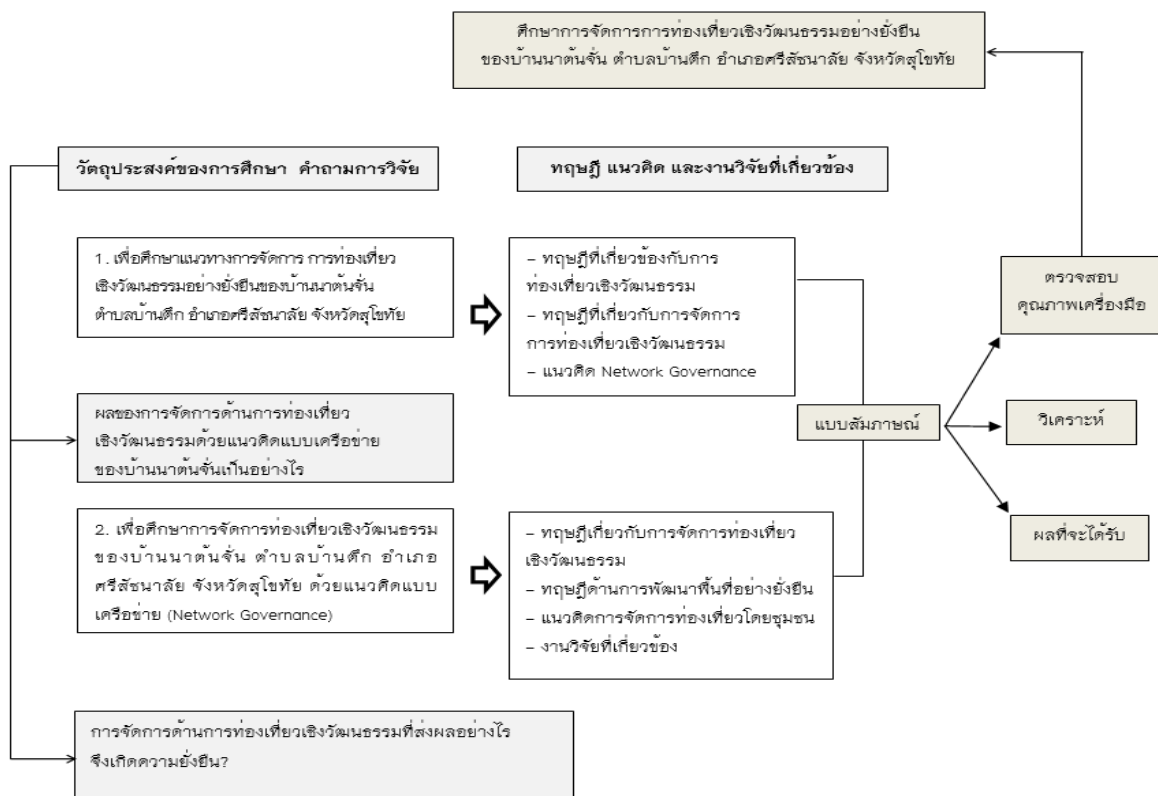 ศึกษาการจัดการการท่องเที่ยวเชิงวัฒนธรรมอย่างยั่งยืน
ของบ้านนาต้นจั่น ตำบลบ้านตึก อำเภอศรีสัชนาลัย จังหวัดสุโขทัย
วัตถุประสงค์ของการศึกษา คำถามการวิจัย
ทฤษฎี แนวคิด และงานวิจัยที่เกี่ยวข้อง
1. เพื่อศึกษาแนวทางการจัดการ การท่องเที่ยว
เชิงวัฒนธรรมอย่างยั่งยืนของบ้านนาต้นจั่น
ตำบลบ้านตึก อำเภอศรีสัชนาลัย จังหวัดสุโขทัย
– ทฤษฎีที่เกี่ยวข้องกับการ
ท่องเที่ยวเชิงวัฒนธรรม
– ทฤษฎีที่เกี่ยวกับการจัดการ
การท่องเที่ยวเชิงวัฒนธรรม
– แนวคิด Network Governance
ตรวจสอบ
คุณภาพเครื่องมือ
ผลของการจัดการด้านการท่องเที่ยว
เชิงวัฒนธรรมด้วยแนวคิดแบบเครือข่าย
ของบ้านนาต้นจั่นเป็นอย่างไร
แบบสัมภาษณ์
วิเคราะห์
2. เพื่อศึกษาการจัดการท่องเที่ยวเชิงวัฒนธรรม
ของบ้านนาต้นจั่น ตำบลบ้านตึก อำเภอ
ศรีสัชนาลัย จังหวัดสุโขทัย ด้วยแนวคิดแบบ
เครือข่าย (Network Governance)
– ทฤษฎีเกี่ยวกับการจัดการท่องเที่ยว
เชิงวัฒนธรรม
– ทฤษฎีด้านการพัฒนาพื้นที่อย่างยั่งยืน
– แนวคิดการจัดการท่องเที่ยวโดยชุมชน
– งานวิจัยที่เกี่ยวข้อง
ผลที่จะได้รับ
การจัดการด้านการท่องเที่ยวเชิงวัฒนธรรมที่ส่งผลอย่างไร
จึงเกิดความยั่งยืน?